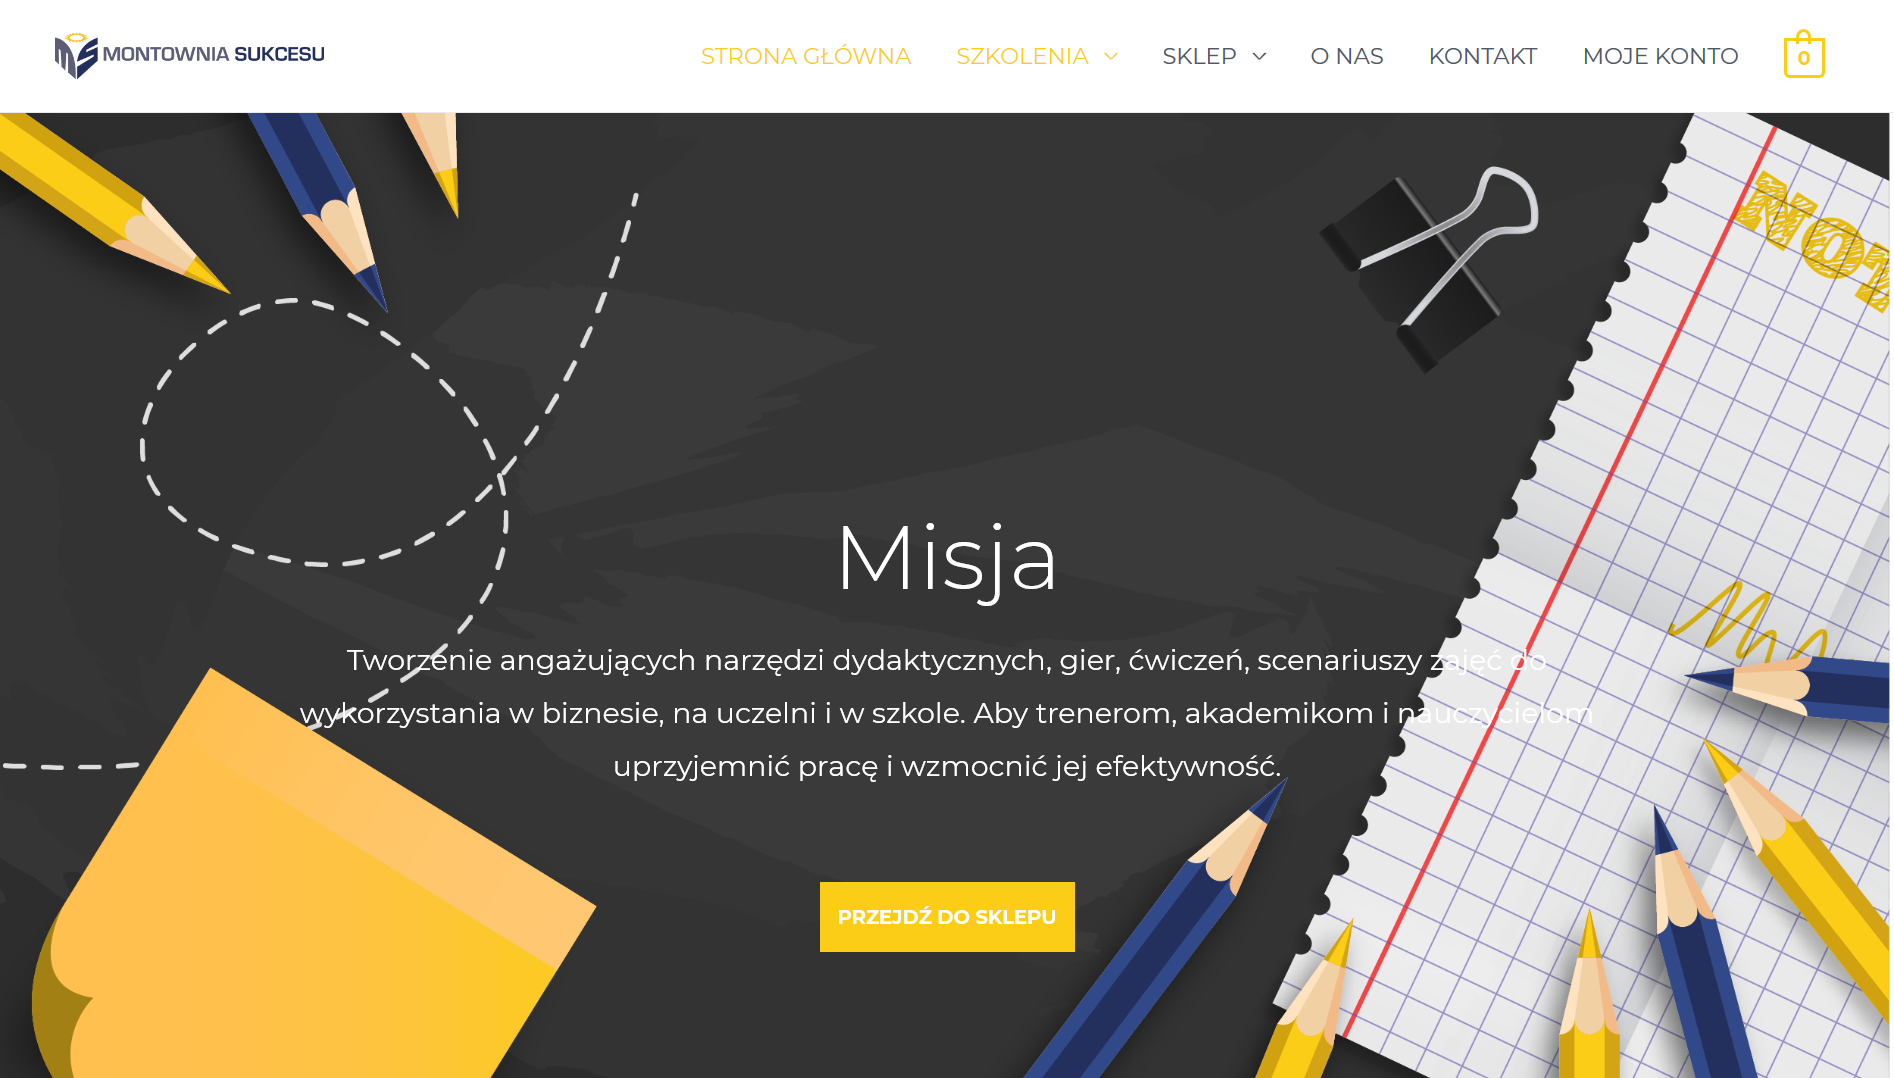 MONTOWNIA SUKCESU
STRONA GŁÓWNA SZKOLENIA SKLEP O NAS KONTAKT MOJE KONTO 0
Misja
Tworzenie angażujących narzędzi dydaktycznych, gier, ćwiczeń, scenariuszy zajęć do
wykorzystania w biznesie, na uczelni i w szkole. Aby trenerom, akademikom i nauczycielom
uprzyjemnić pracę i wzmocnić jej efektywność.
PRZEJDŹ DO SKLEPU